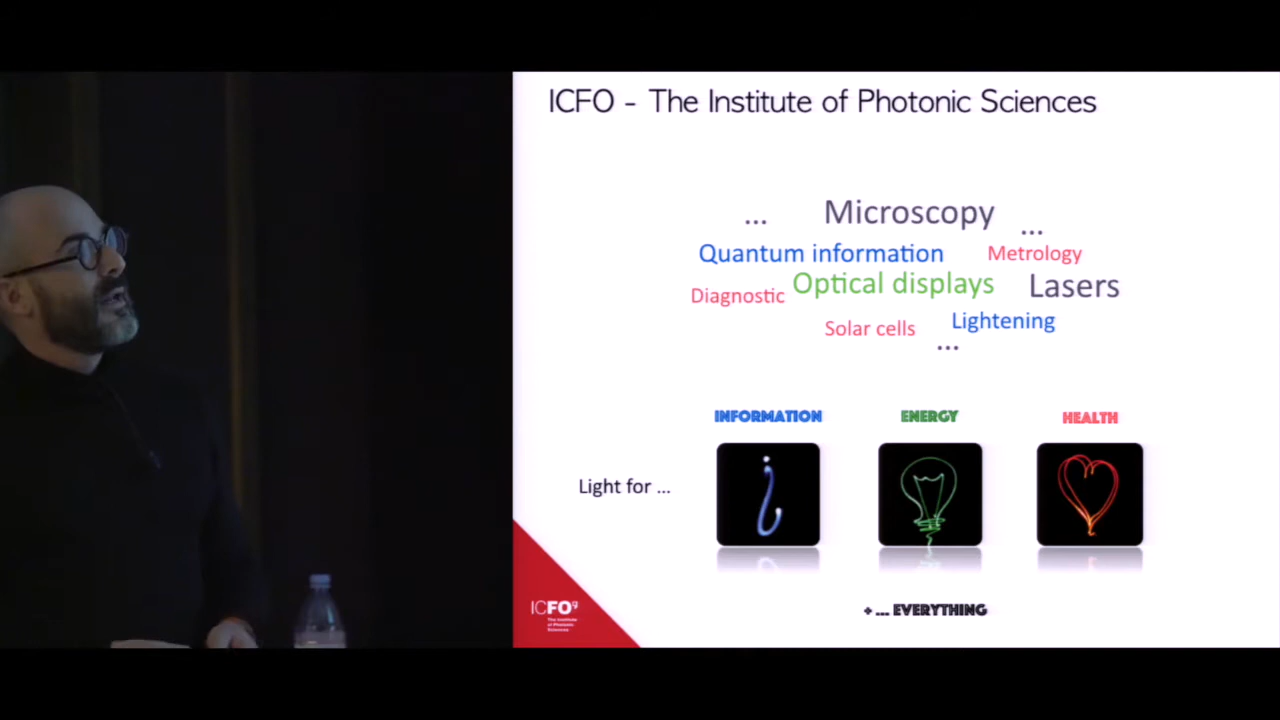 ICFO - The Institute of Photonic Sciences
... Microscopy ...
Quantum information Metrology
Diagnostic Optical displays Lasers
Solar cells Lightening
...
INFORMATION ENERGY HEALTH
Light for ...
+ ... EVERYTHING
ICFO9
The Institute
of Photonic
Sciences